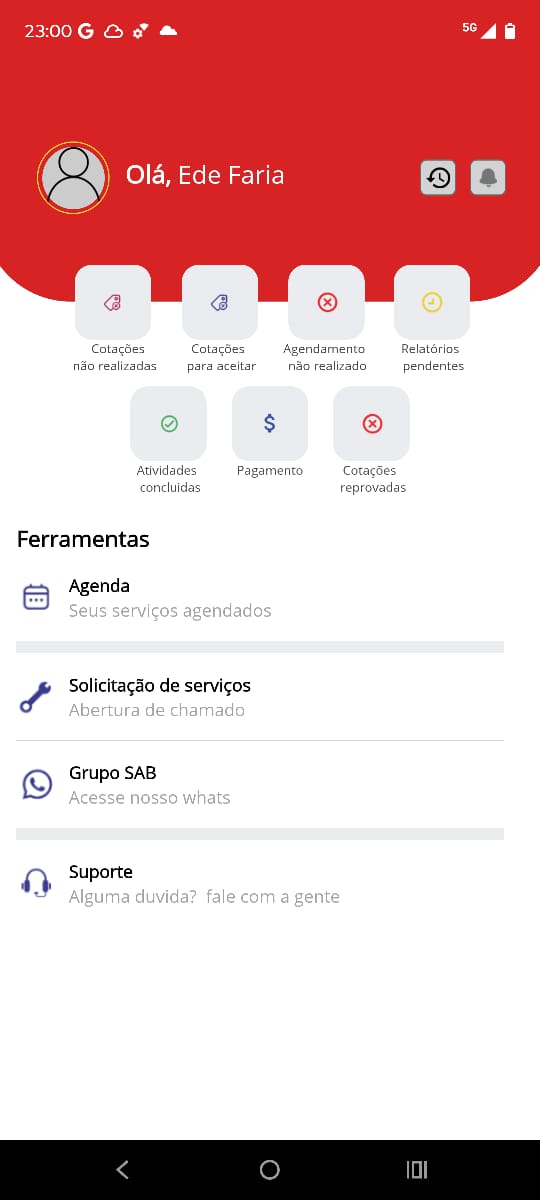 23:00
5G
Olá, Ede Faria
Cotações
não realizadas
Cotações
para aceitar
Agendamento
não realizado
Relatórios
pendentes
Atividades
concluidas
Pagamento
Cotações
reprovadas
Ferramentas
Agenda
Seus serviços agendados
Solicitação de serviços
Abertura de chamado
Grupo SAB
Acesse nosso whats
Suporte
Alguma duvida?  fale com a gente